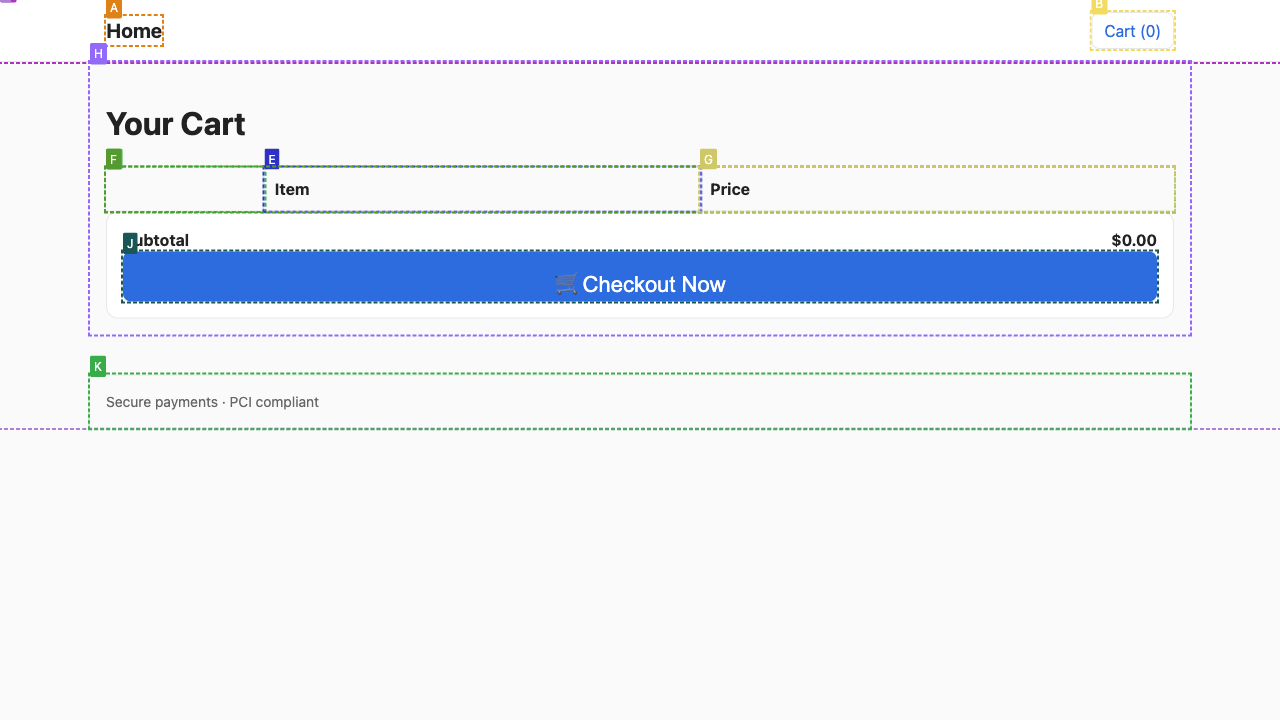 A
Home
B
Cart (0)
H
Your Cart
F
E
Item
G
Price
J
ubtotal
$0.00
🛒Checkout Now
K
Secure payments · PCI compliant